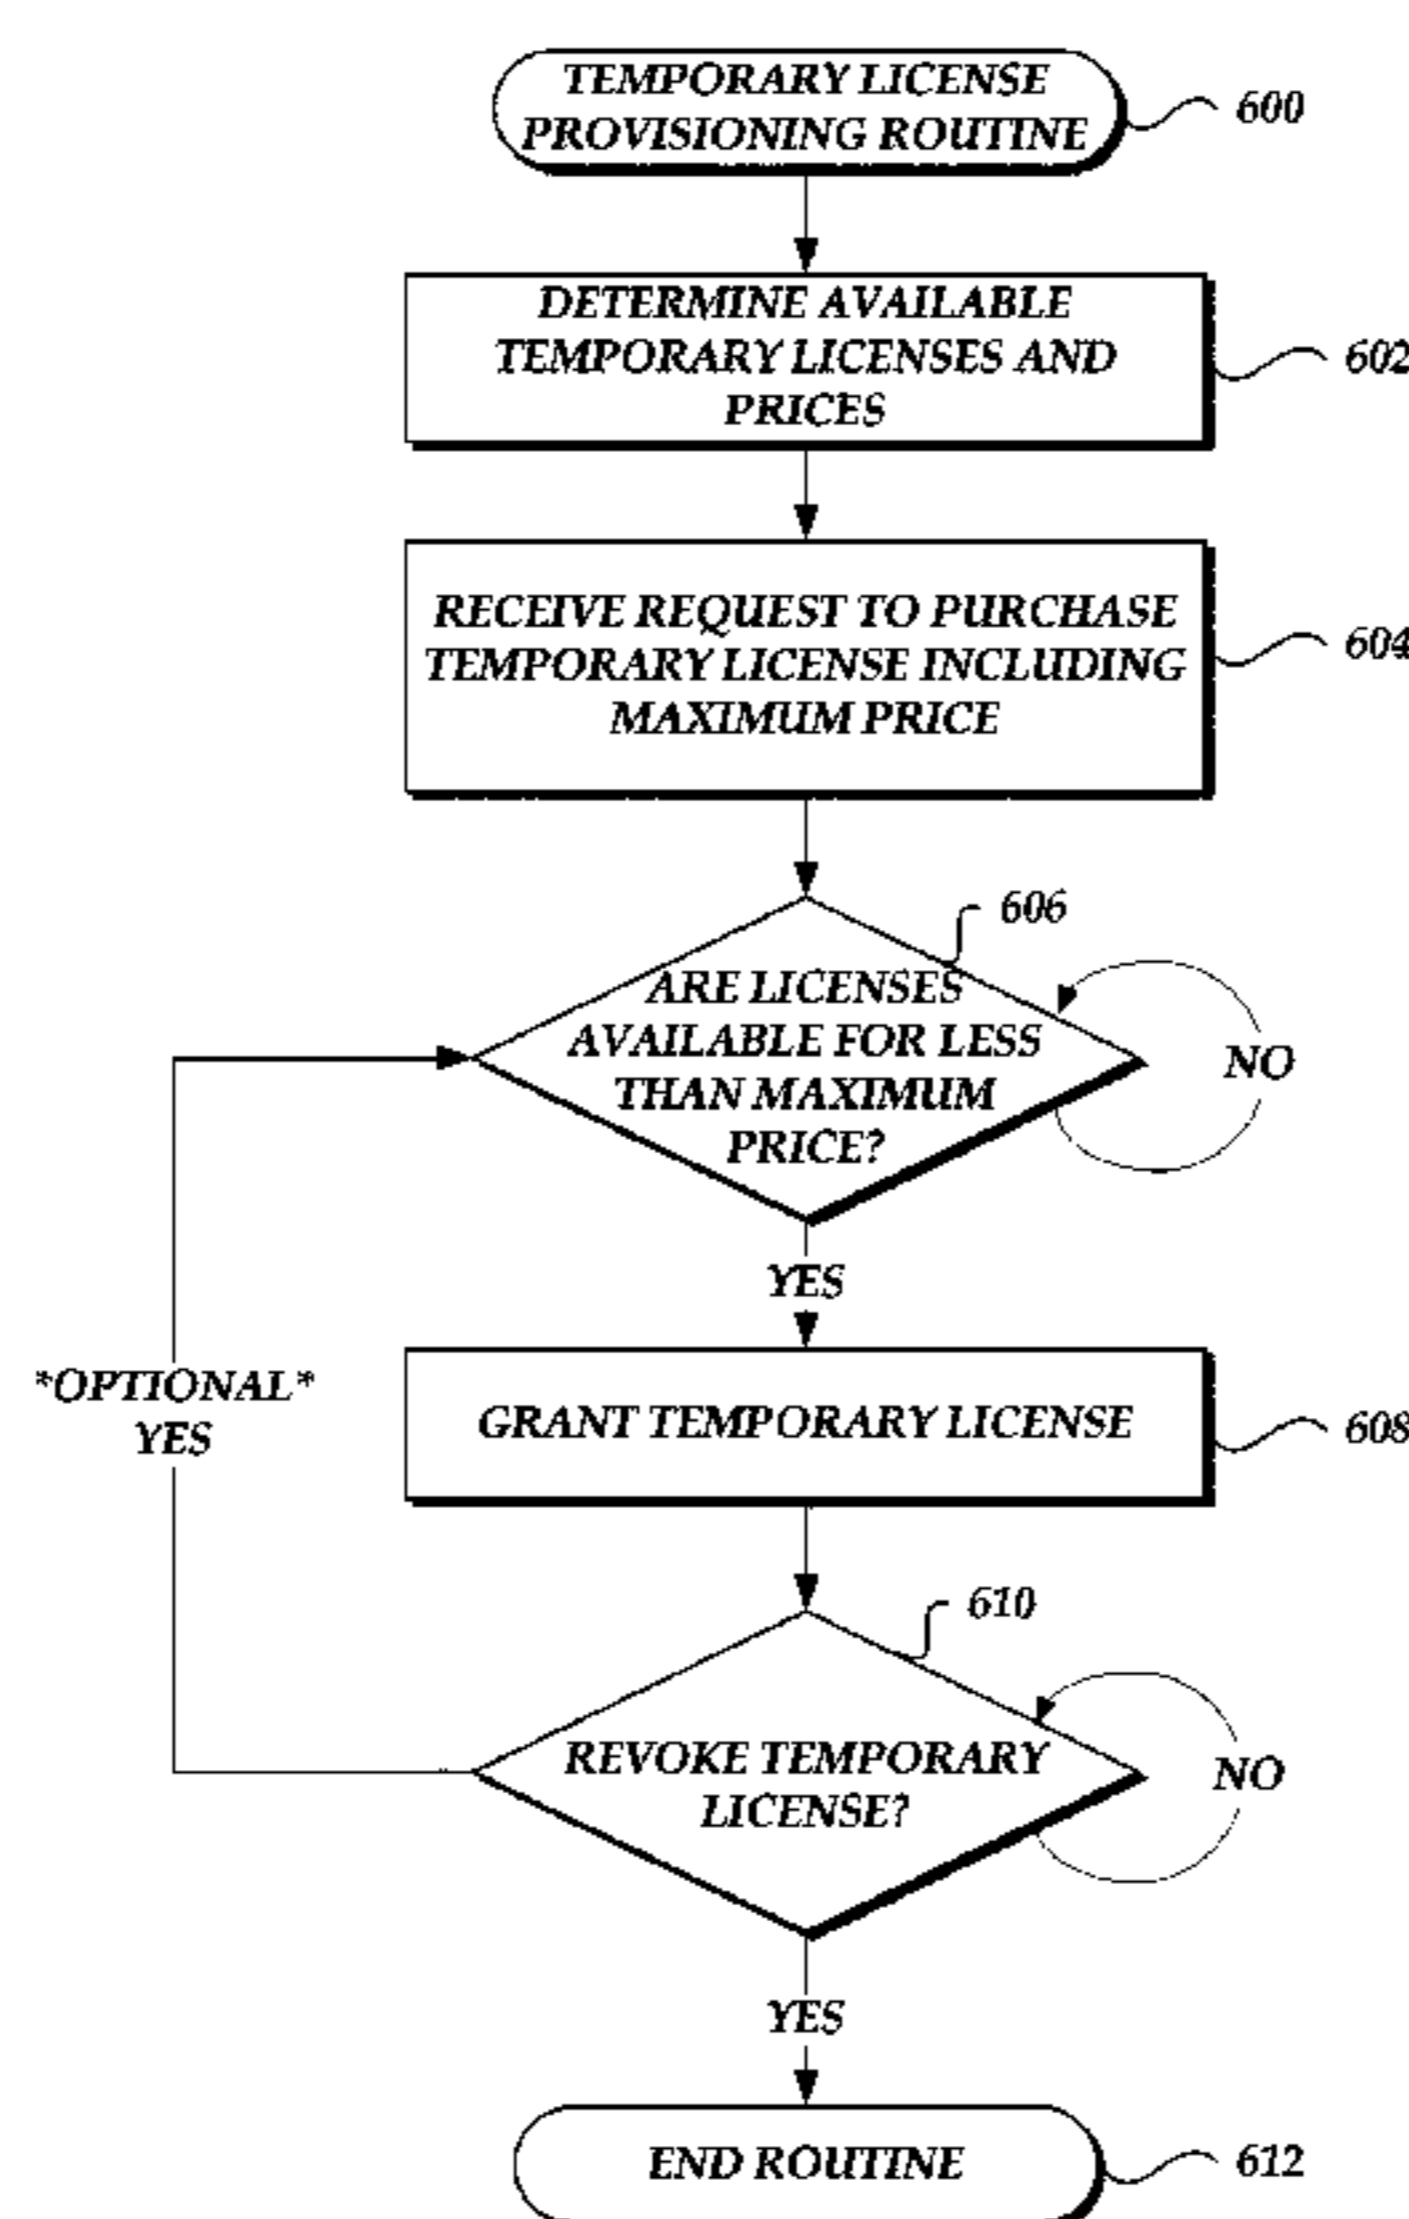 TEMPORARY LICENSE
PROVISIONING ROUTINE
600
DETERMINE AVAILABLE
TEMPORARY LICENSES AND
PRICES
602
RECEIVE REQUEST TO PURCHASE
TEMPORARY LICENSE INCLUDING
MAXIMUM PRICE
604
606
ARE LICENSES
AVAILABLE FOR LESS
THAN MAXIMUM
PRICE?
NO
YES
*OPTIONAL*
YES
GRANT TEMPORARY LICENSE
608
610
REVOKE TEMPORARY
LICENSE?
NO
YES
END ROUTINE
612